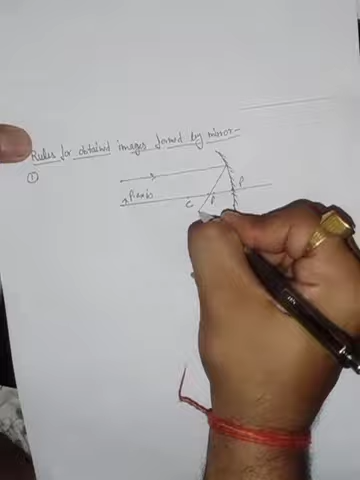 Rules for obtained images formed by mirror-
①
P. axis
C
F
P